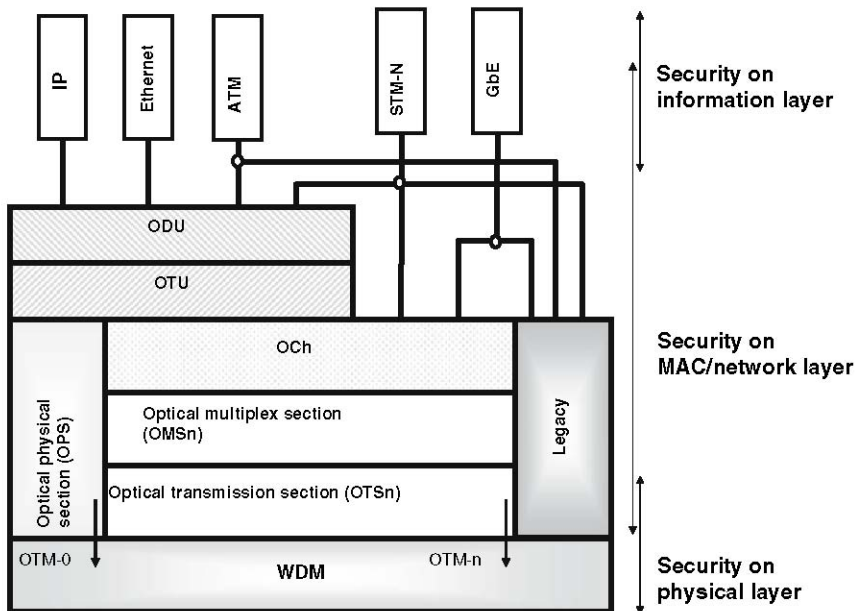 IP
Ethernet
ATM
STM-N
GbE
Security on
information layer
ODU
OTU
OCh
Security on
MAC/network layer
Optical multiplex section
(OMSn)
Optical physical
section (OPS)
Legacy
Optical transmission section (OTSn)
OTM-0
OTM-n
WDM
Security on
physical layer